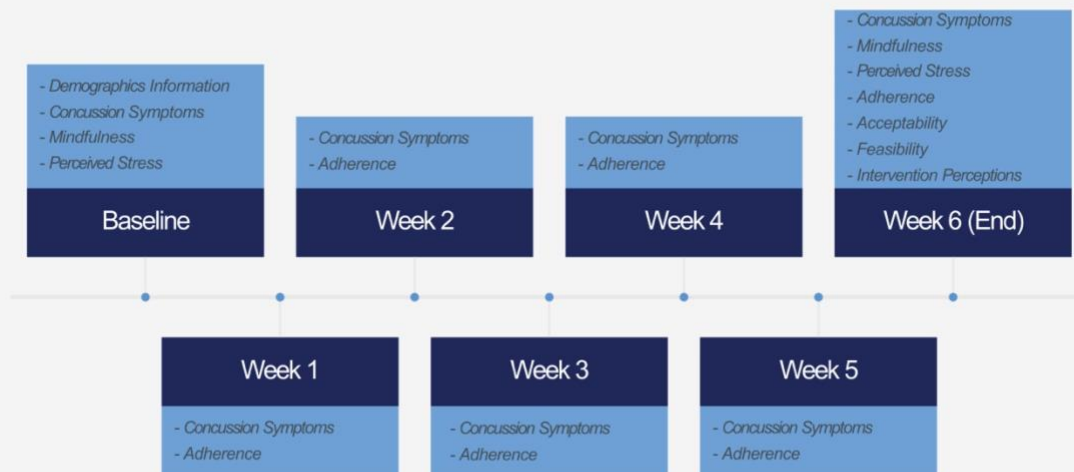 - Demographics Information
- Concussion Symptoms
- Mindfulness
- Perceived Stress
Baseline
Week 1
- Concussion Symptoms
- Adherence
- Concussion Symptoms
- Adherence
Week 2
Week 3
- Concussion Symptoms
- Adherence
- Concussion Symptoms
- Adherence
Week 4
Week 5
- Concussion Symptoms
- Adherence
- Concussion Symptoms
- Mindfulness
- Perceived Stress
- Adherence
- Acceptability
- Feasibility
- Intervention Perceptions
Week 6 (End)